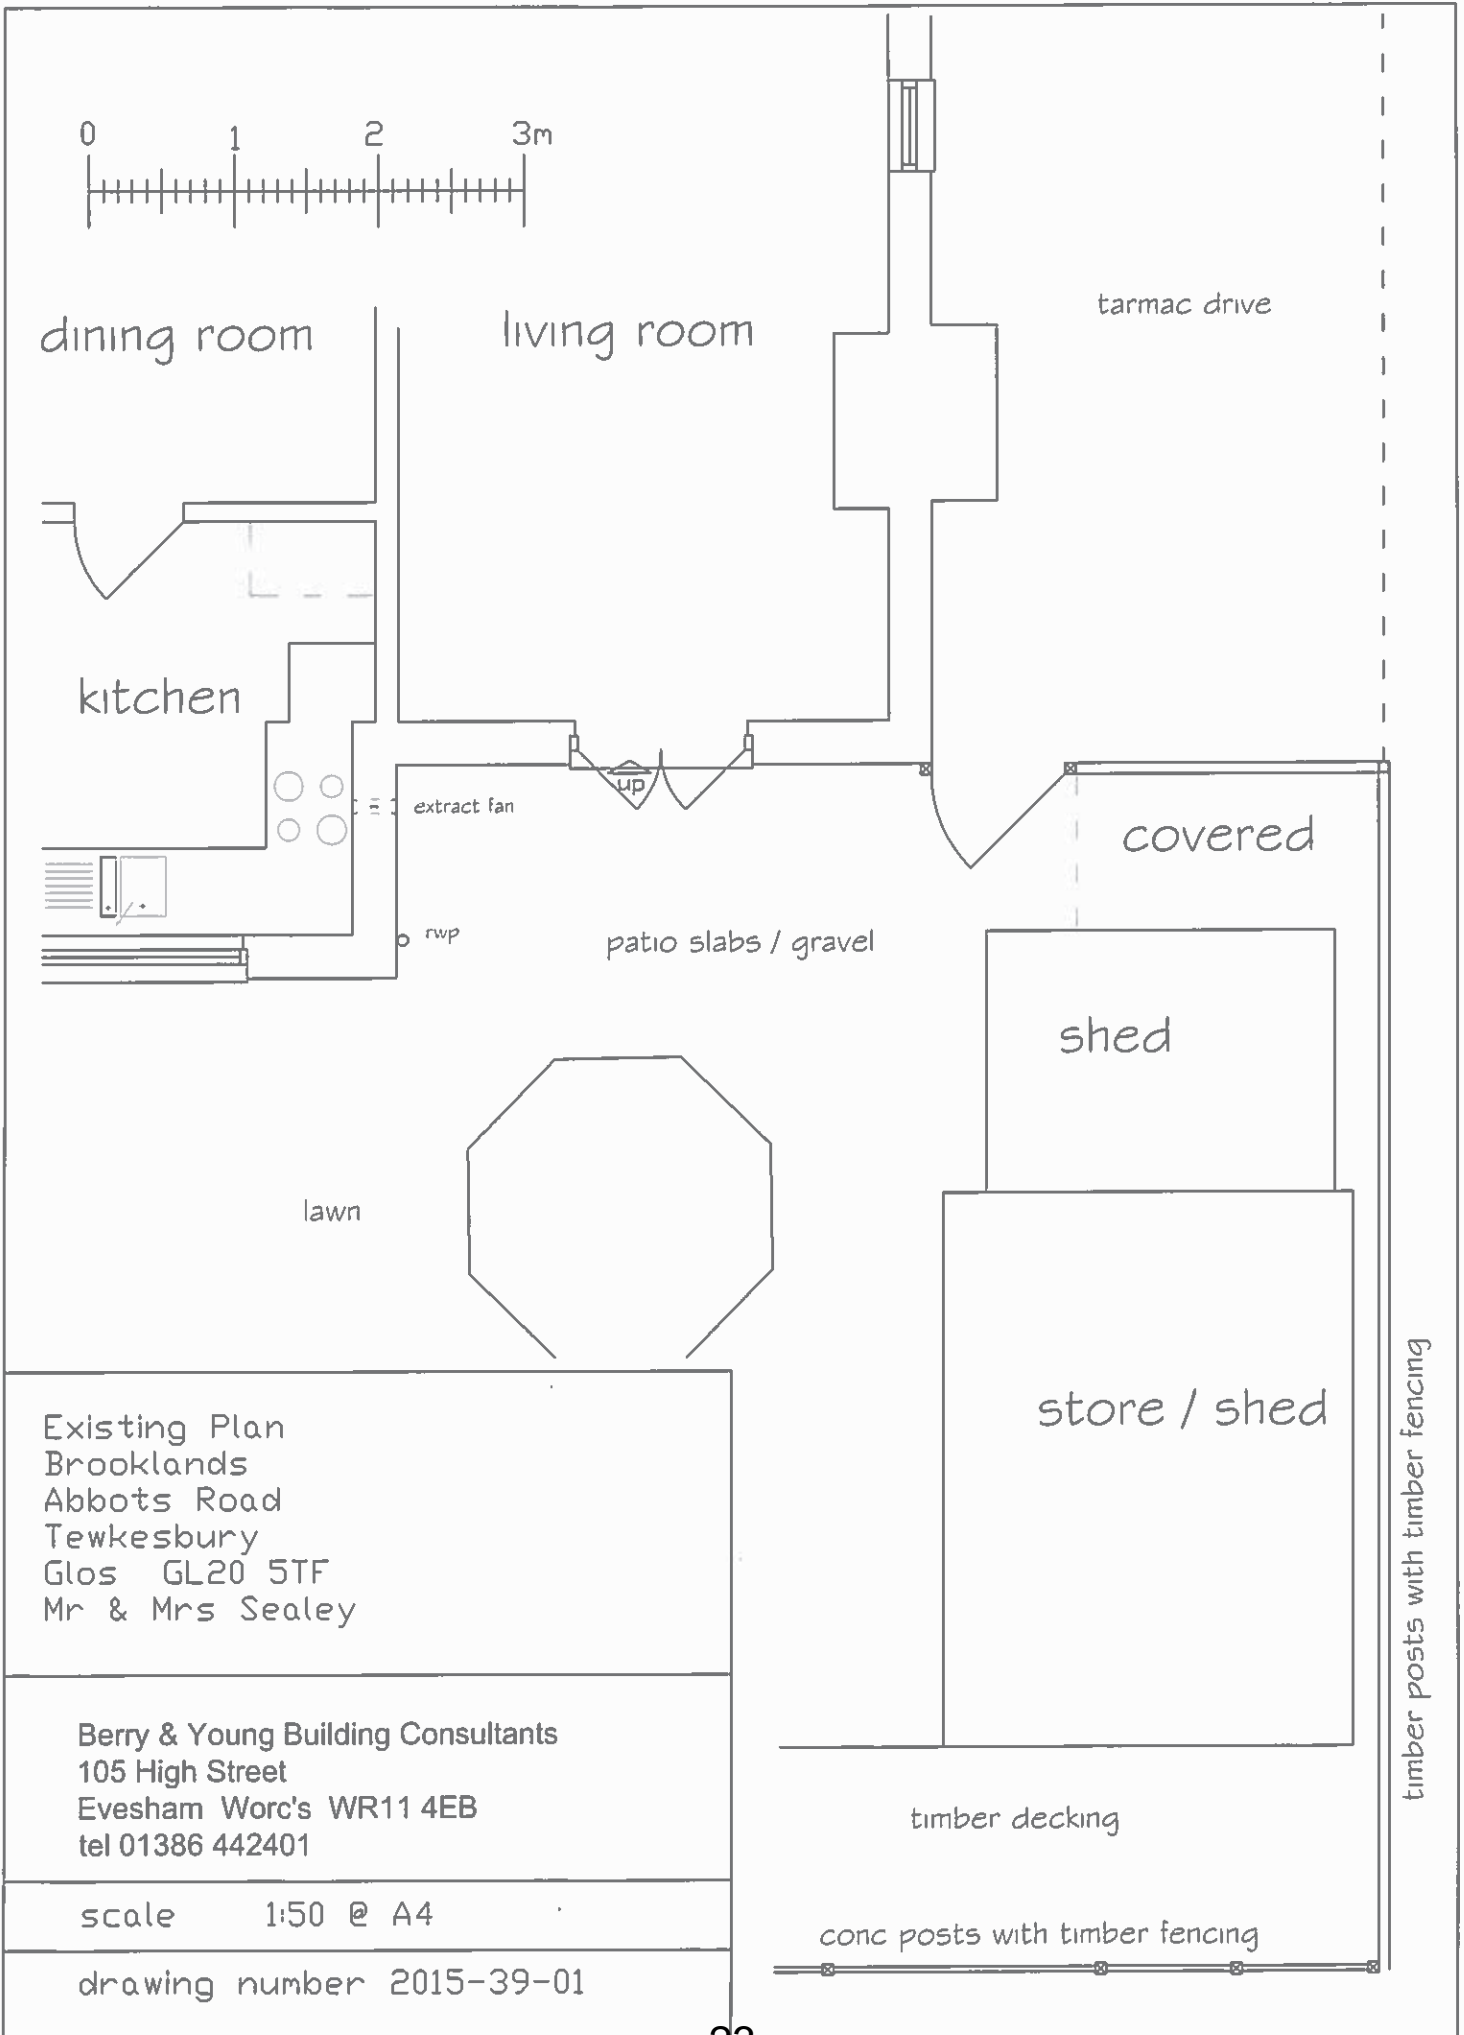 0 1 2 3m
dining room
living room
tarmac drive
kitchen
up
extract fan
covered
rwp
patio slabs / gravel
shed
lawn
store / shed
timber posts with timber fencing
Existing Plan
Brooklands
Abbots Road
Tewkesbury
Glos GL20 5TF
Mr & Mrs Sealey
Berry & Young Building Consultants
105 High Street
Evesham Worc's WR11 4EB
tel 01386 442401
timber decking
scale 1:50 @ A4
conc posts with timber fencing
drawing number 2015-39-01